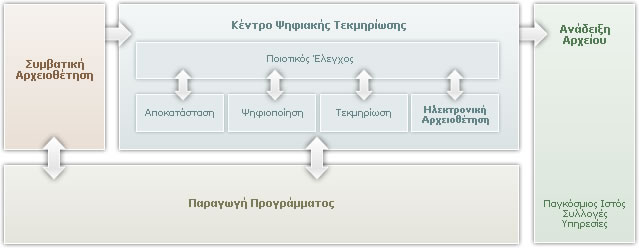 Συμβατική
Αρχειοθέτηση
Κέντρο Ψηφιακής Τεκμηρίωσης
Ποιοτικός Έλεγχος
Αποκατάσταση
Ψηφιοποίηση
Τεκμηρίωση
Ηλεκτρονική
Αρχειοθέτηση
Ανάδειξη
Αρχείου
Παραγωγή Προγράμματος
Παγκόσμιος Ιστός
Συλλογές
Υπηρεσίες